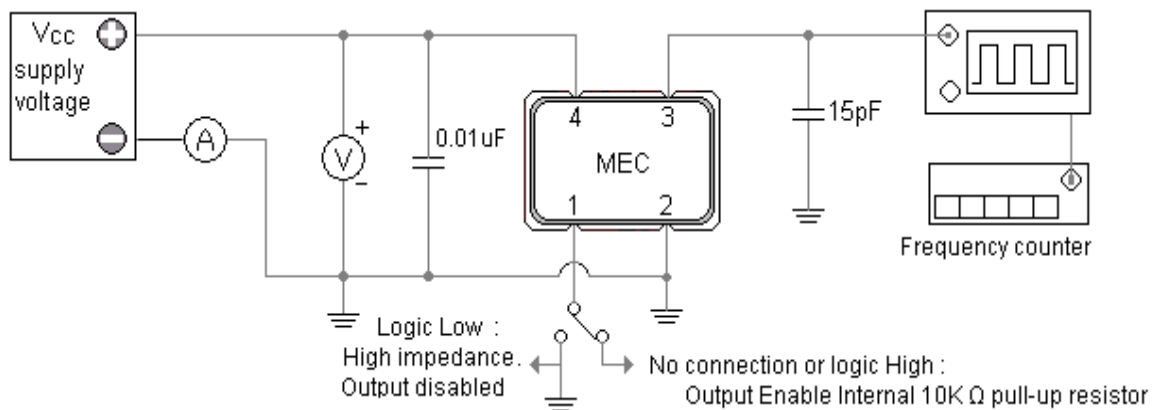 Vcc
supply
voltage
A
V
+
–
0.01uF
4
3
MEC
1
2
15pF
Frequency counter
Logic Low :
High impedance.
Output disabled
No connection or logic High :
Output Enable Internal 10K Ω pull-up resistor